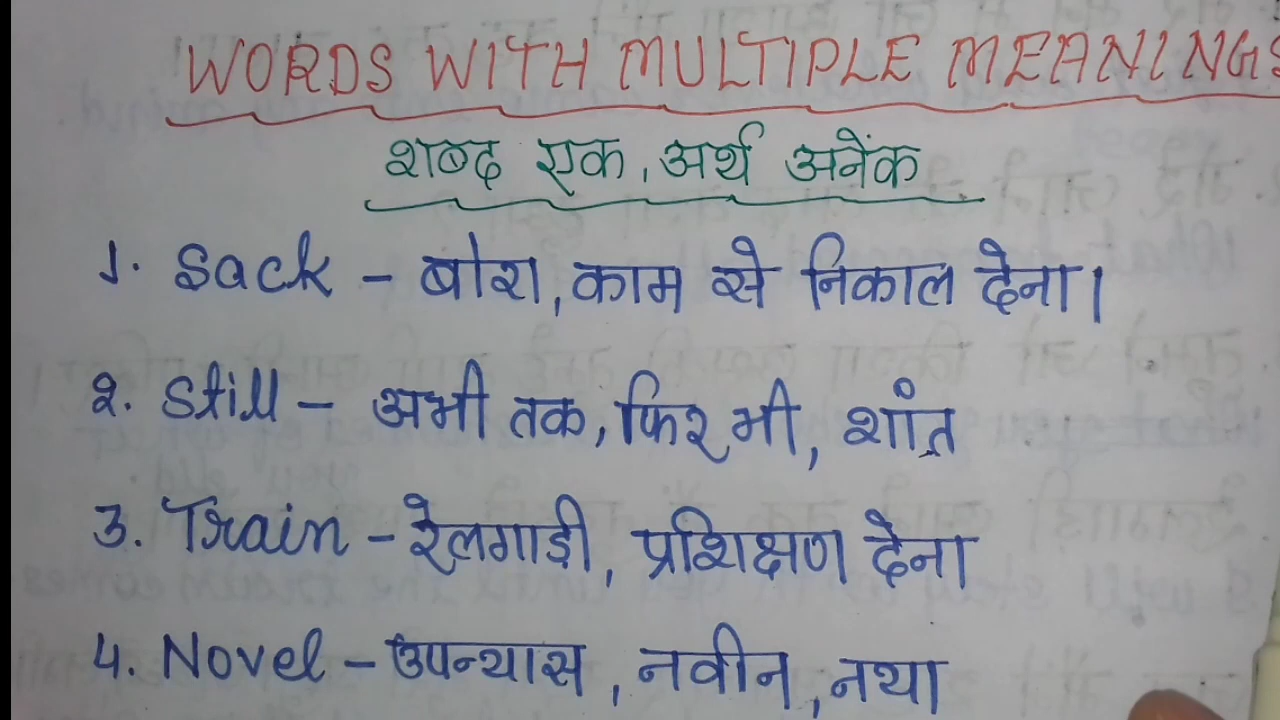 WORDS WITH MULTIPLE MEANINGS
शब्द एक, अर्थ अनेंक
1. Sack – बोरा, काम से निकाल देना।
2. Still – अभी तक, फिर भी, शांत
3. Train – रेलगाड़ी, प्रशिक्षण देना
4. Novel – उपन्यास, नवीन, नया